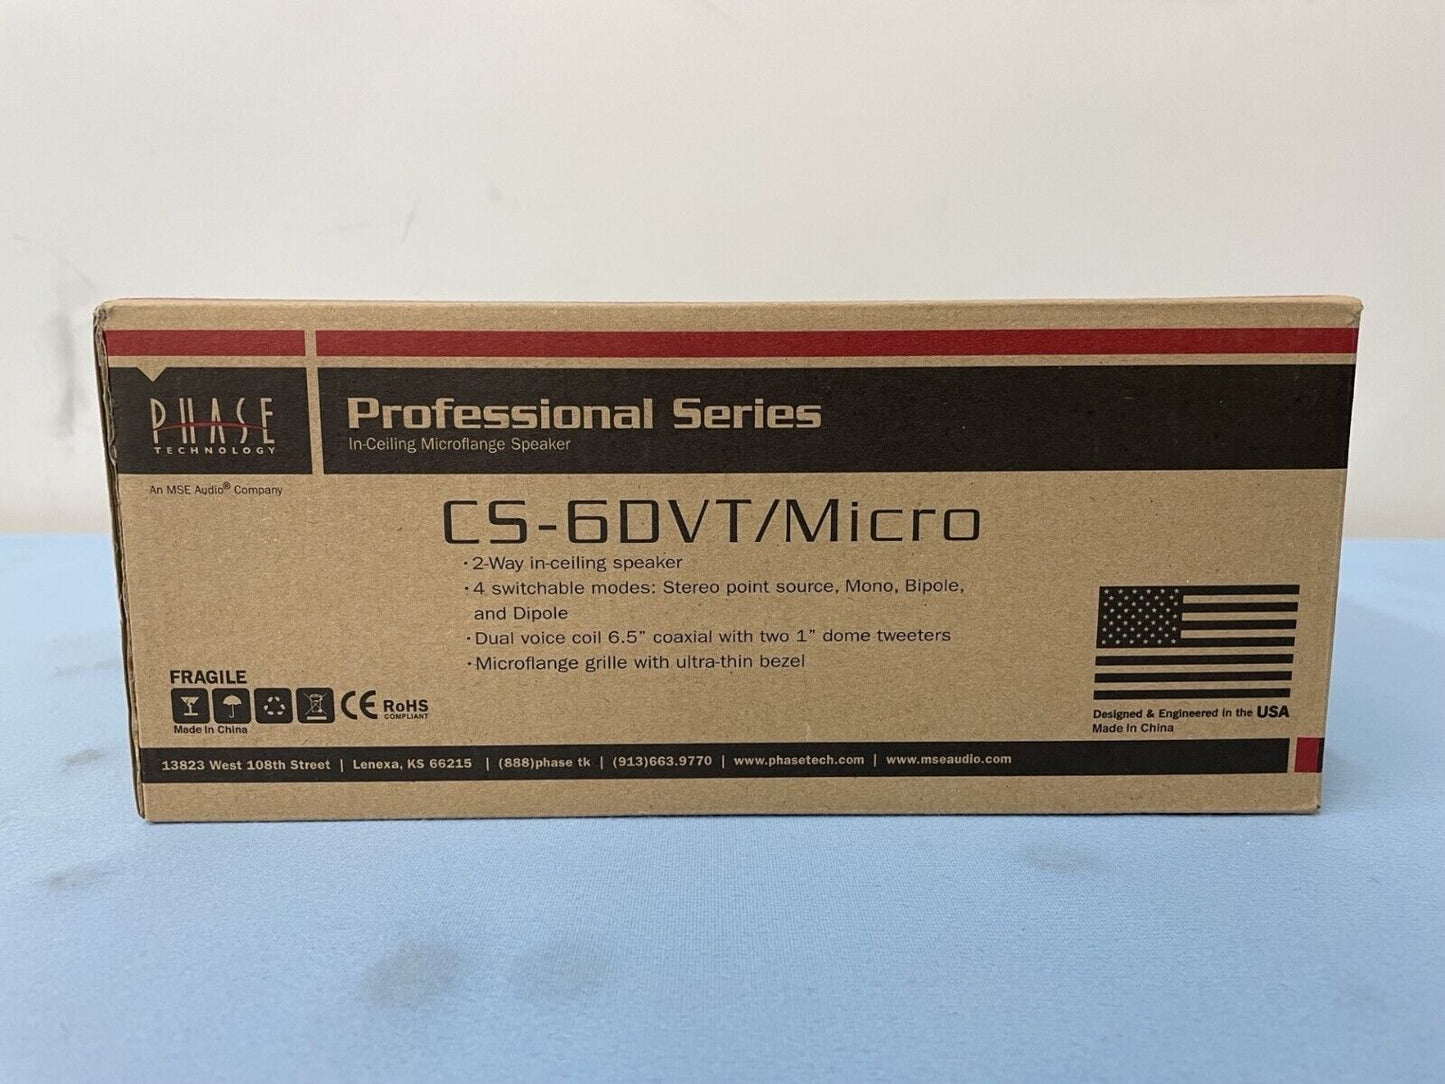 PHASE
TECHNOLOGY
An MSE Audio® Company
Professional Series
In-Ceiling Microflange Speaker
CS-6DVT/Micro
· 2-Way in-ceiling speaker
· 4 switchable modes: Stereo point source, Mono, Bipole,
and Dipole
· Dual voice coil 6.5” coaxial with two 1” dome tweeters
· Microflange grille with ultra-thin bezel
FRAGILE
CE RoHS
COMPLIANT
Made In China
Designed & Engineered in the USA
Made In China
13823 West 108th Street | Lenexa, KS 66215 | (888)phase tk | (913)663.9770 | www.phasetech.com | www.mseaudio.com